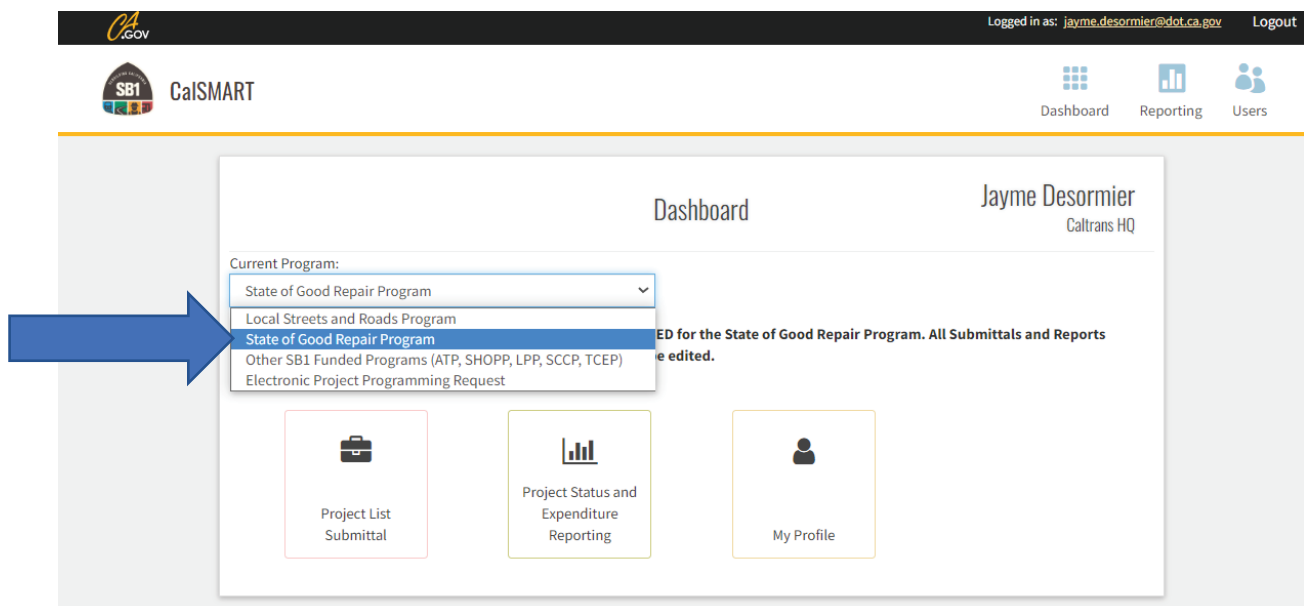 CA.GOV
Logged in as: jayme.desormier@dot.ca.gov Logout
SB1
CalSMART
Dashboard Reporting Users
Dashboard
Jayme Desormier
Caltrans HQ
Current Program:
State of Good Repair Program
Local Streets and Roads Program
State of Good Repair Program
Other SB1 Funded Programs (ATP, SHOPP, LPP, SCCP, TCEP)
Electronic Project Programming Request
ED for the State of Good Repair Program. All Submittals and Reports
e edited.
Project List
Submittal
Project Status and
Expenditure
Reporting
My Profile